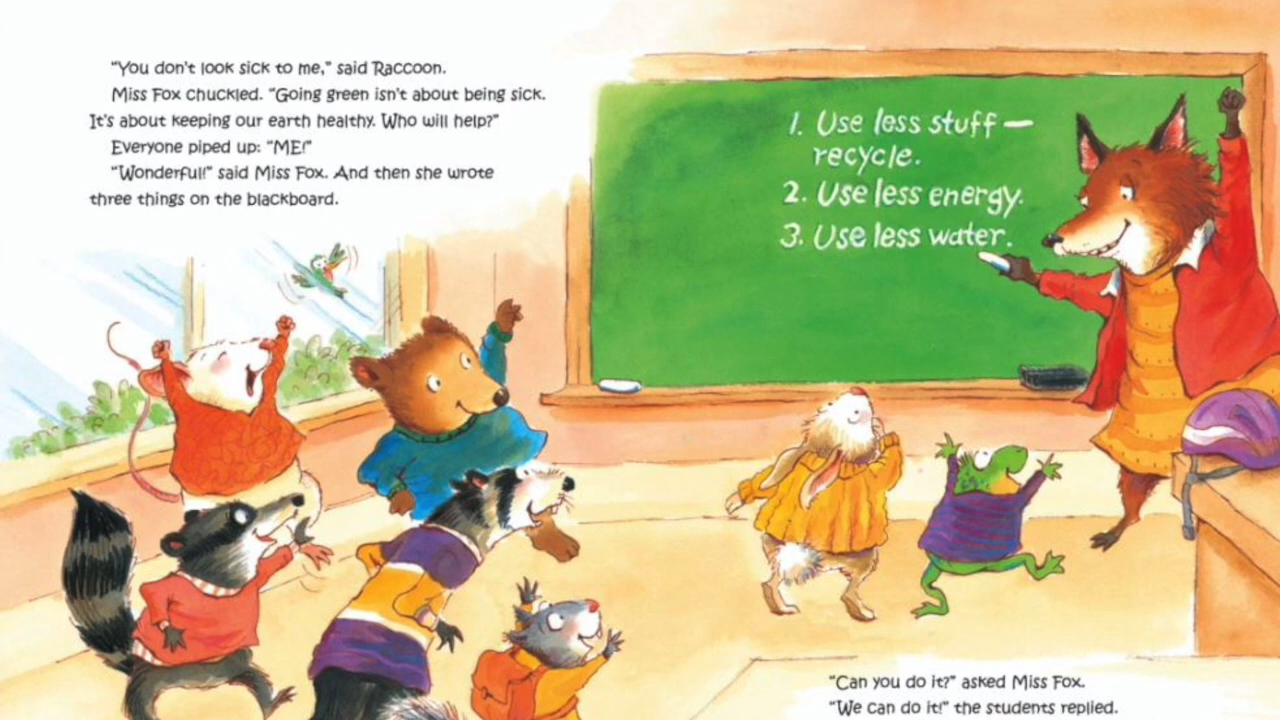 “You don’t look sick to me,” said Raccoon.
Miss Fox chuckled. “Going green isn’t about being sick.
It’s about keeping our earth healthy. Who will help?”
Everyone piped up: “ME!”
“Wonderful!” said Miss Fox. And then she wrote
three things on the blackboard.
1. Use less stuff —
recycle.
2. Use less energy.
3. Use less water.
“Can you do it?” asked Miss Fox.
“We can do it!” the students replied.